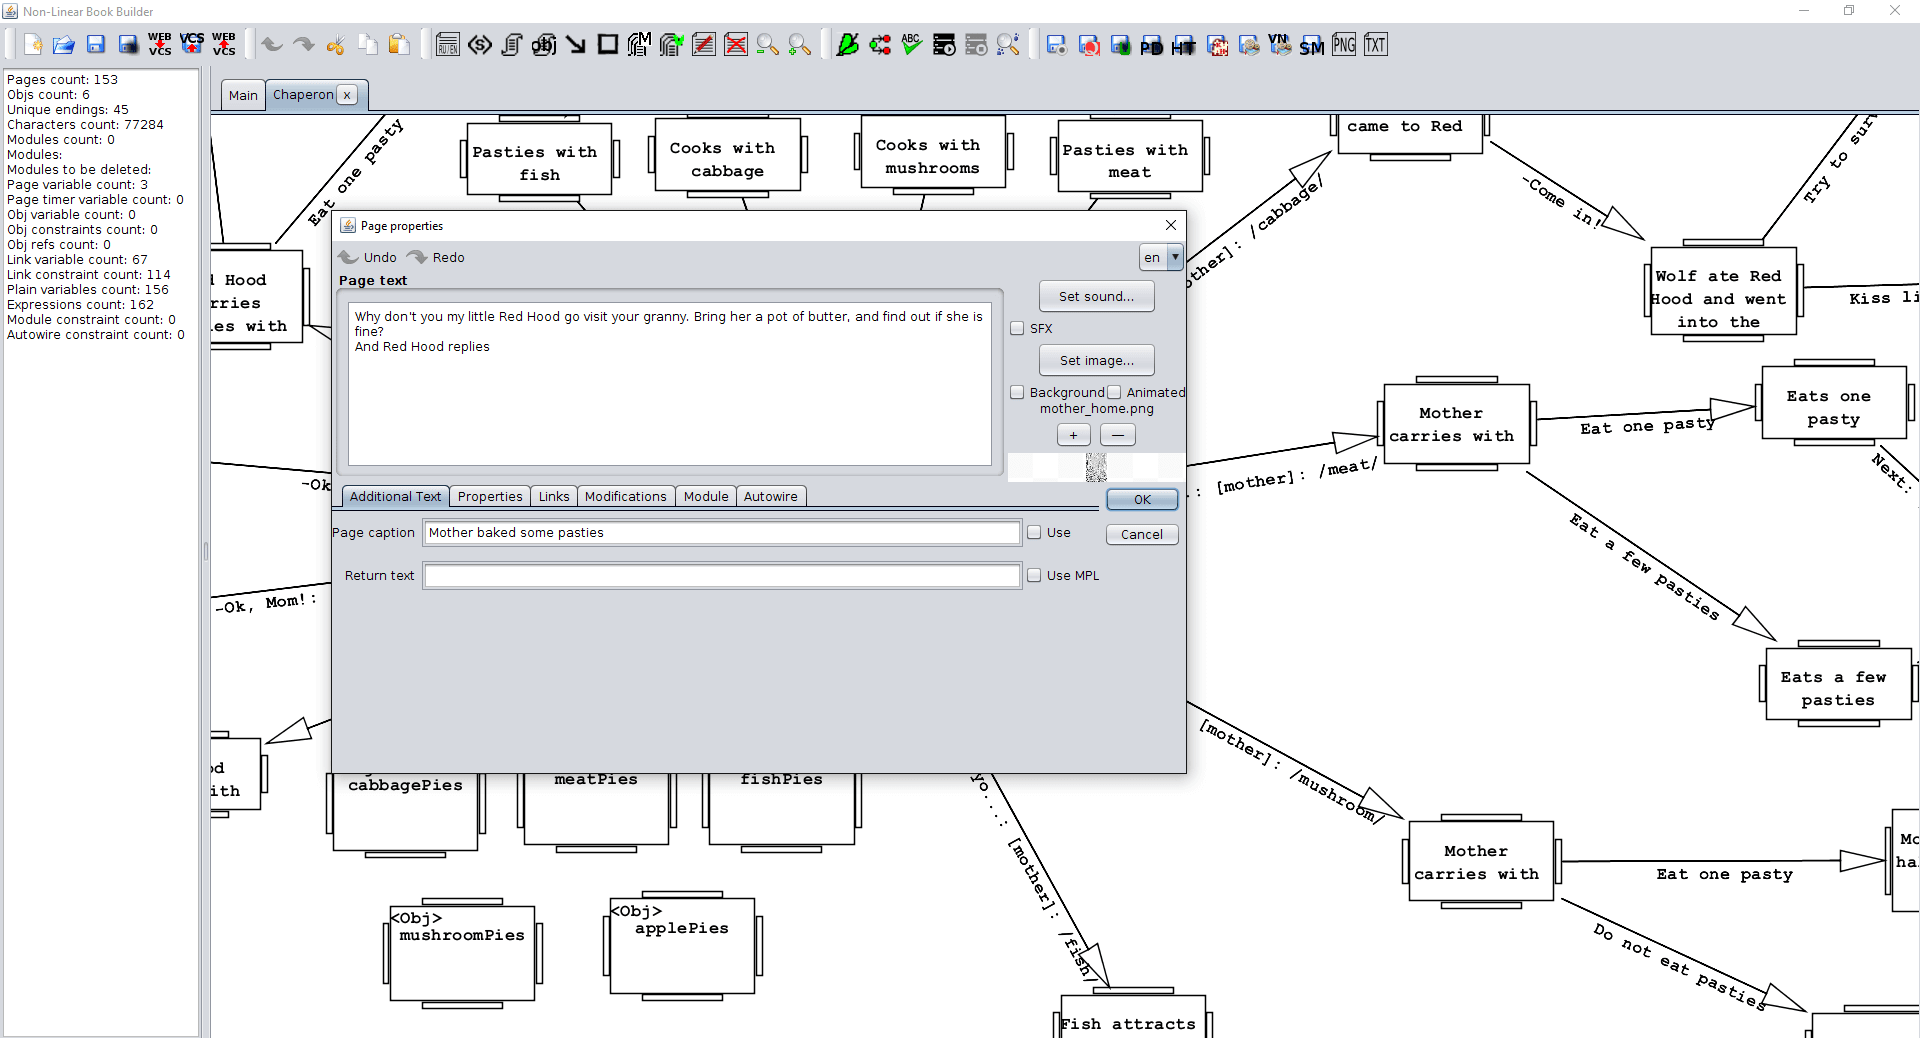 Non-Linear Book Builder
WEB
VCS
VCS
WEB
VCS
RU/EN
<S>
obj
M
ABC
PD
HT
VN
SM
PNG
TXT
Pages count: 153
Objs count: 6
Unique endings: 45
Characters count: 77284
Modules count: 0
Modules:
Modules to be deleted:
Page variable count: 3
Page timer variable count: 0
Obj variable count: 0
Obj constraints count: 0
Obj refs count: 0
Link variable count: 67
Link constraint count: 114
Plain variables count: 156
Expressions count: 162
Module constraint count: 0
Autowire constraint count: 0
Main
Chaperon x
Eat one pasty
Pasties with
fish
Cooks with
cabbage
Cooks with
mushrooms
Pasties with
meat
came to Red
-Come in!
Try to sur
other]: /cabbage/
d Hood
rries
es with
Wolf ate Red
Hood and went
into the
Kiss li
Page properties
Undo
Redo
en
Page text
Why don't you my little Red Hood go visit your granny. Bring her a pot of butter, and find out if she is
fine?
And Red Hood replies
Set sound...
SFX
Set image...
Background
Animated
mother_home.png
+
—
Additional Text
Properties
Links
Modifications
Module
Autowire
OK
Cancel
Page caption
Mother baked some pasties
Use
Return text
Use MPL
-Ok
-Ok, Mom!:
.: [mother]: /meat/
Mother
carries with
Eat one pasty
Eats one
pasty
Next:
Eat a few pasties
Eats a few
pasties
[mother]: /mushroom/
od
ith
cabbagePies
meatPies
fishPies
yo...: [mother]: /fish/
Mother
carries with
Eat one pasty
Mo
ha
Do not eat pasties
<Obj>
mushroomPies
<Obj>
applePies
Fish attracts